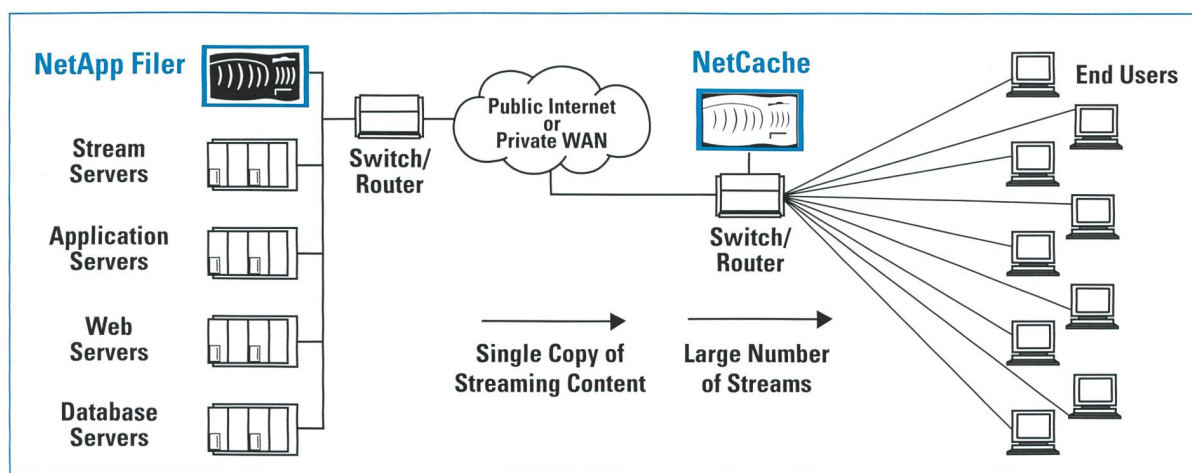 NetApp Filer
Stream
Servers
Application
Servers
Web
Servers
Database
Servers
Switch/
Router
Public Internet
or
Private WAN
NetCache
Switch/
Router
End Users
Single Copy of
Streaming Content
Large Number
of Streams